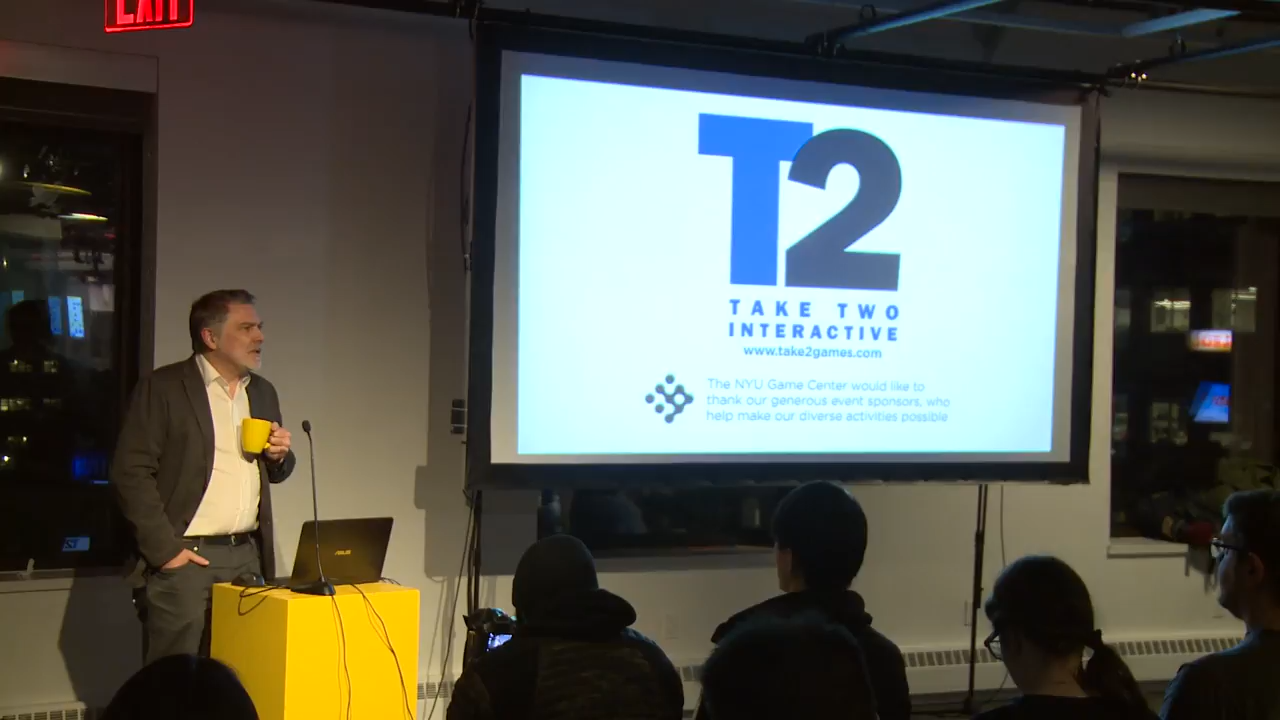 EXIT
T2
TAKE TWO
INTERACTIVE
www.take2games.com
The NYU Game Center would like to
thank our generous event sponsors, who
help make our diverse activities possible
ASUS